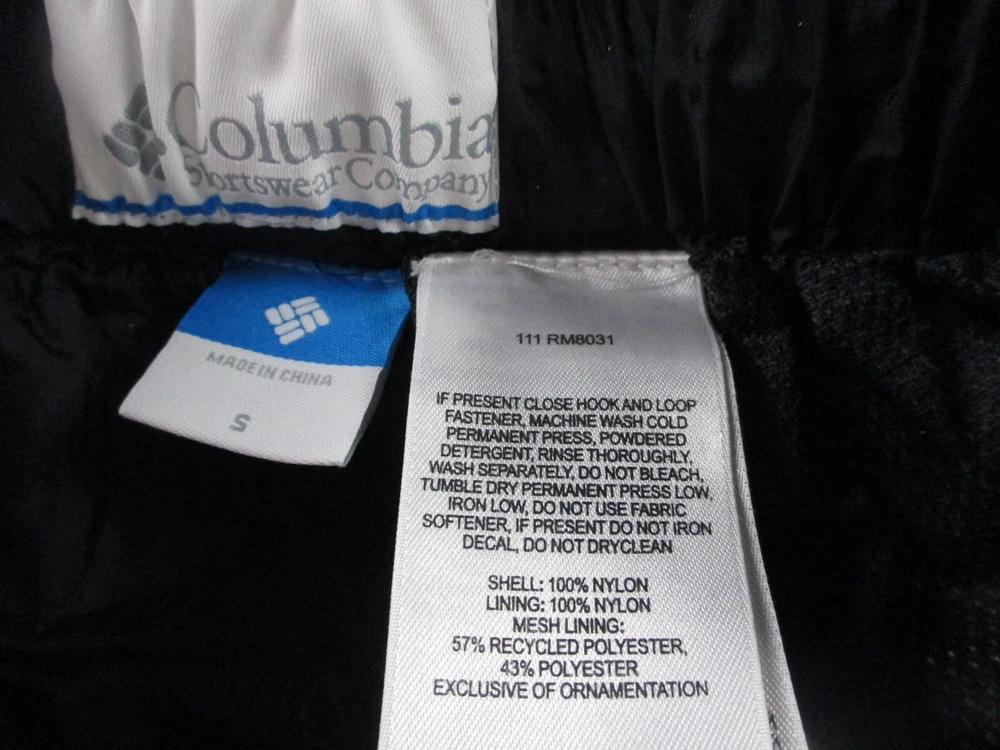 Columbia
Sportswear Company
MADE IN CHINA
S
111 RM8031
IF PRESENT CLOSE HOOK AND LOOP
FASTENER, MACHINE WASH COLD
PERMANENT PRESS, POWDERED
DETERGENT, RINSE THOROUGHLY,
WASH SEPARATELY, DO NOT BLEACH,
TUMBLE DRY PERMANENT PRESS LOW,
IRON LOW, DO NOT USE FABRIC
SOFTENER, IF PRESENT DO NOT IRON
DECAL, DO NOT DRYCLEAN
SHELL: 100% NYLON
LINING: 100% NYLON
MESH LINING:
57% RECYCLED POLYESTER,
43% POLYESTER
EXCLUSIVE OF ORNAMENTATION